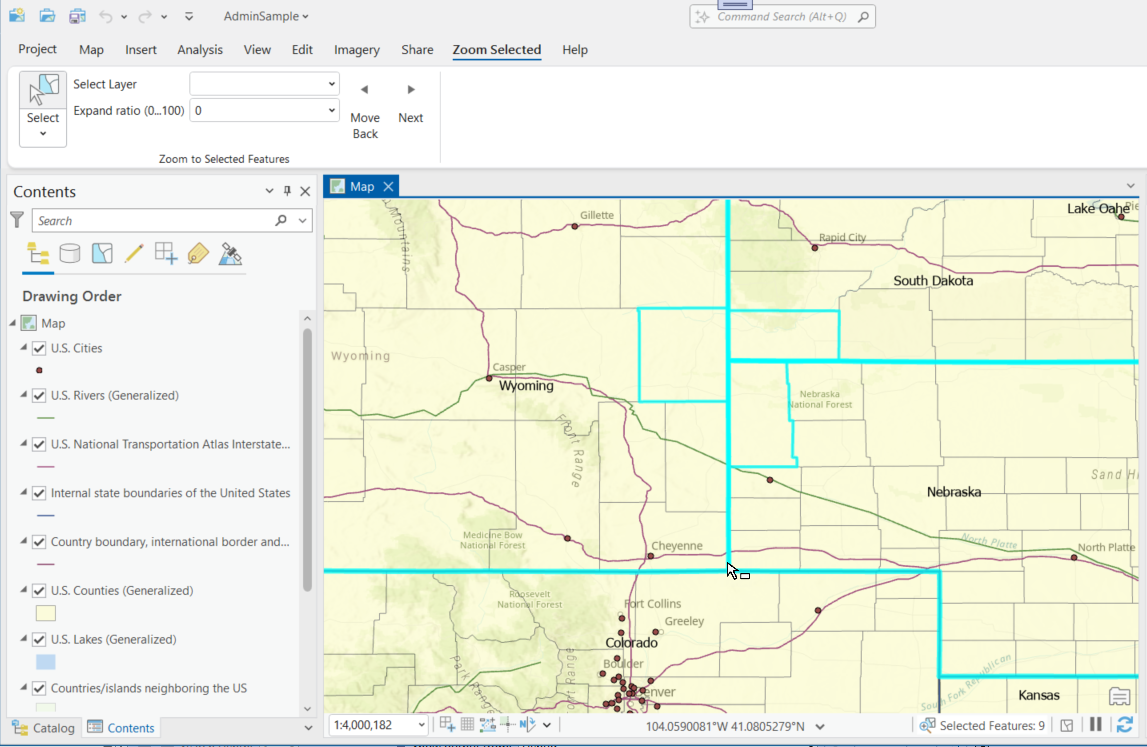 AdminSample
Command Search (Alt+Q)
Project Map Insert Analysis View Edit Imagery Share Zoom Selected Help
Select
Select Layer
Expand ratio (0...100) 0
Move
Back
Next
Zoom to Selected Features
Contents
Search
Drawing Order
Map
U.S. Cities
U.S. Rivers (Generalized)
U.S. National Transportation Atlas Interstate...
Internal state boundaries of the United States
Country boundary, international border and...
U.S. Counties (Generalized)
U.S. Lakes (Generalized)
Countries/islands neighboring the US
Catalog Contents
Map
Mountains
Gillette
Lake Oahe
Rapid City
South Dakota
Wyoming
Casper
Wyoming
Nebraska
National Forest
Front Range
Sand
Nebraska
Medicine Bow
National Forest
Cheyenne
North Platte
North Platte
Roosevelt
National Forest
Fort Collins
Greeley
Colorado
Boulder
Park Range
South Fork Republican
Kansas
1:4,000,182
104.0590081°W 41.0805279°N
Selected Features: 9